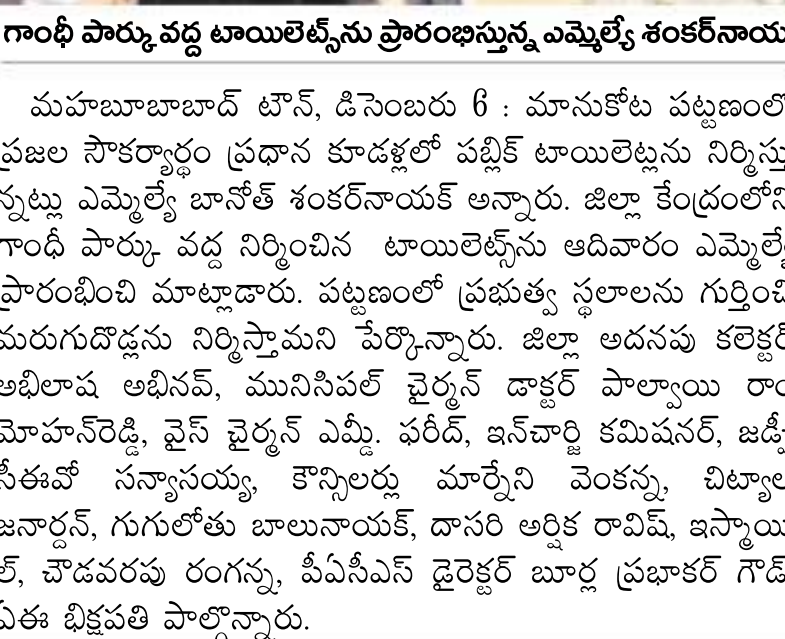 గాంధీ పార్కు వద్ద టాయిలెట్స్‌ను ప్రారంభిస్తున్న ఎమ్మెల్యే శంకర్‌నాయ
మహబూబాబాద్ టౌన్, డిసెంబరు 6 : మానుకోట పట్టణంలో
ప్రజల సౌకర్యార్థం ప్రధాన కూడళ్లలో పబ్లిక్ టాయిలెట్లను నిర్మిస్తు
న్నట్లు ఎమ్మెల్యే బానోత్ శంకర్‌నాయక్ అన్నారు. జిల్లా కేంద్రంలోని
గాంధీ పార్కు వద్ద నిర్మించిన టాయిలెట్స్‌ను ఆదివారం ఎమ్మెల్యే
ప్రారంభించి మాట్లాడారు. పట్టణంలో ప్రభుత్వ స్థలాలను గుర్తించి
మరుగుదొడ్లను నిర్మిస్తామని పేర్కొన్నారు. జిల్లా అదనపు కలెక్టర్
అభిలాష అభినవ్, మునిసిపల్ చైర్మన్ డాక్టర్ పాల్వాయి రాం
మోహన్‌రెడ్డి, వైస్ చైర్మన్ ఎమ్డీ. ఫరీద్, ఇన్‌చార్జి కమిషనర్, జడ్పీ
సీఈవో సన్యాసయ్య, కౌన్సిలర్లు మార్నేని వెంకన్న, చిట్యాల
జనార్దన్, గుగులోతు బాలునాయక్, దాసరి అర్షిక రావిష్, ఇస్మాయి
ల్, చౌడవరపు రంగన్న, పీఏసీఎస్ డైరెక్టర్ బూర్ల ప్రభాకర్ గౌడ్
ఏఈ భిక్షపతి పాల్గొన్నారు.